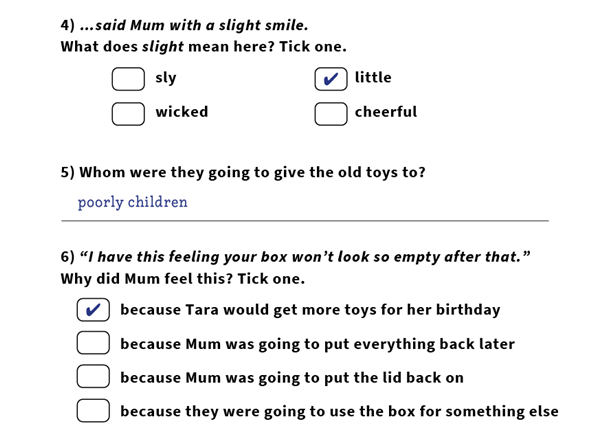 4) ...said Mum with a slight smile.
What does slight mean here? Tick one.
sly ✔ little
wicked cheerful
5) Whom were they going to give the old toys to?
poorly children
6) “I have this feeling your box won’t look so empty after that.”
Why did Mum feel this? Tick one.
✔ because Tara would get more toys for her birthday
because Mum was going to put everything back later
because Mum was going to put the lid back on
because they were going to use the box for something else